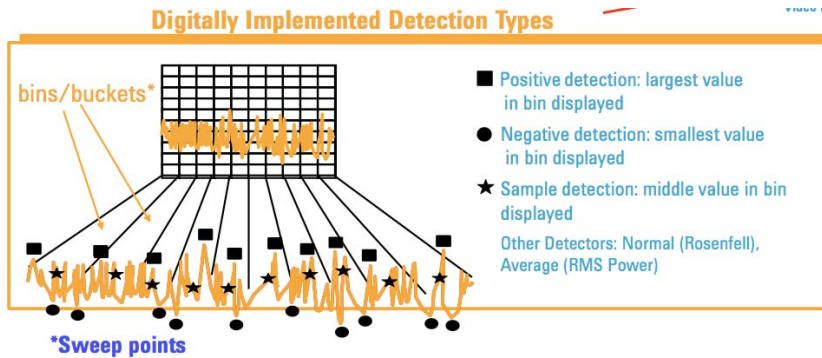 Digitally Implemented Detection Types
bins/buckets*
Positive detection: largest value
in bin displayed
Negative detection: smallest value
in bin displayed
Sample detection: middle value in bin
displayed
Other Detectors: Normal (Rosenfell),
Average (RMS Power)
*Sweep points